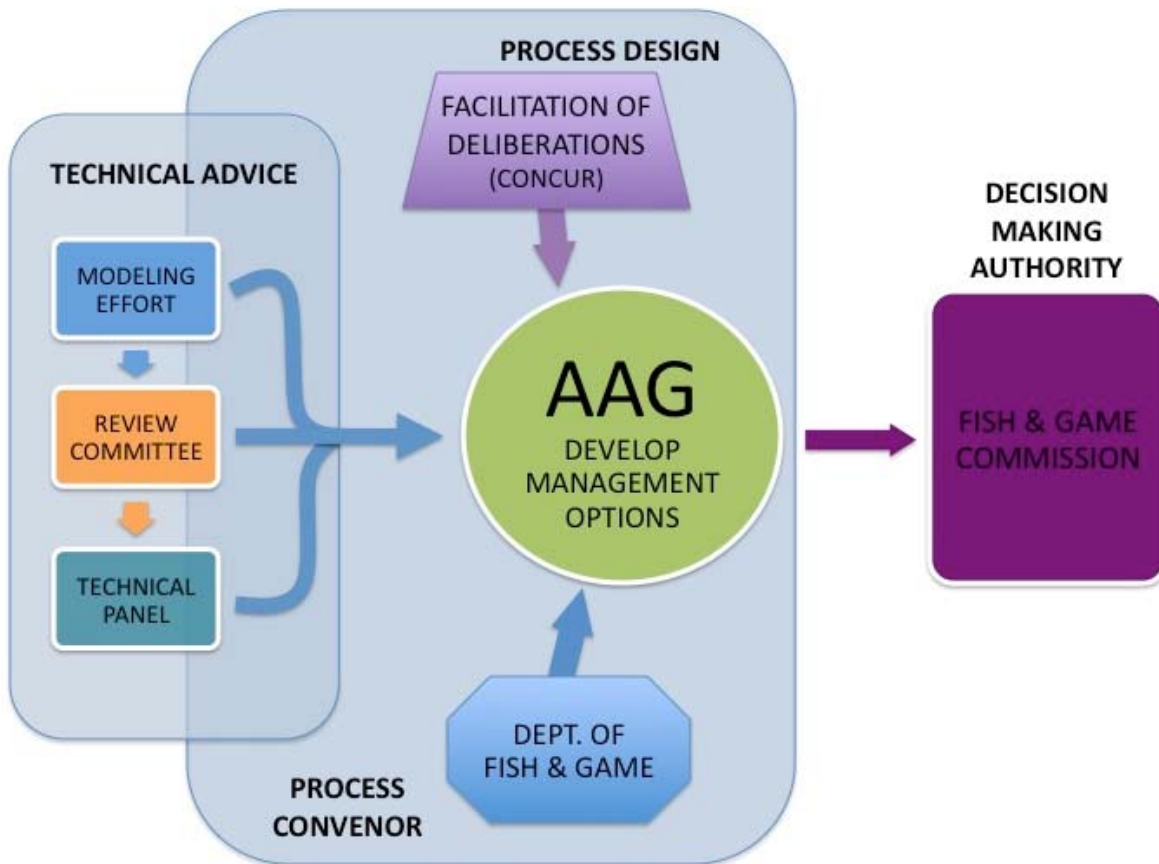 PROCESS DESIGN
FACILITATION OF
DELIBERATIONS
(CONCUR)
TECHNICAL ADVICE
MODELING
EFFORT
REVIEW
COMMITTEE
TECHNICAL
PANEL
AAG
DEVELOP
MANAGEMENT
OPTIONS
DEPT. OF
FISH & GAME
PROCESS
CONVENOR
DECISION
MAKING
AUTHORITY
FISH & GAME
COMMISSION